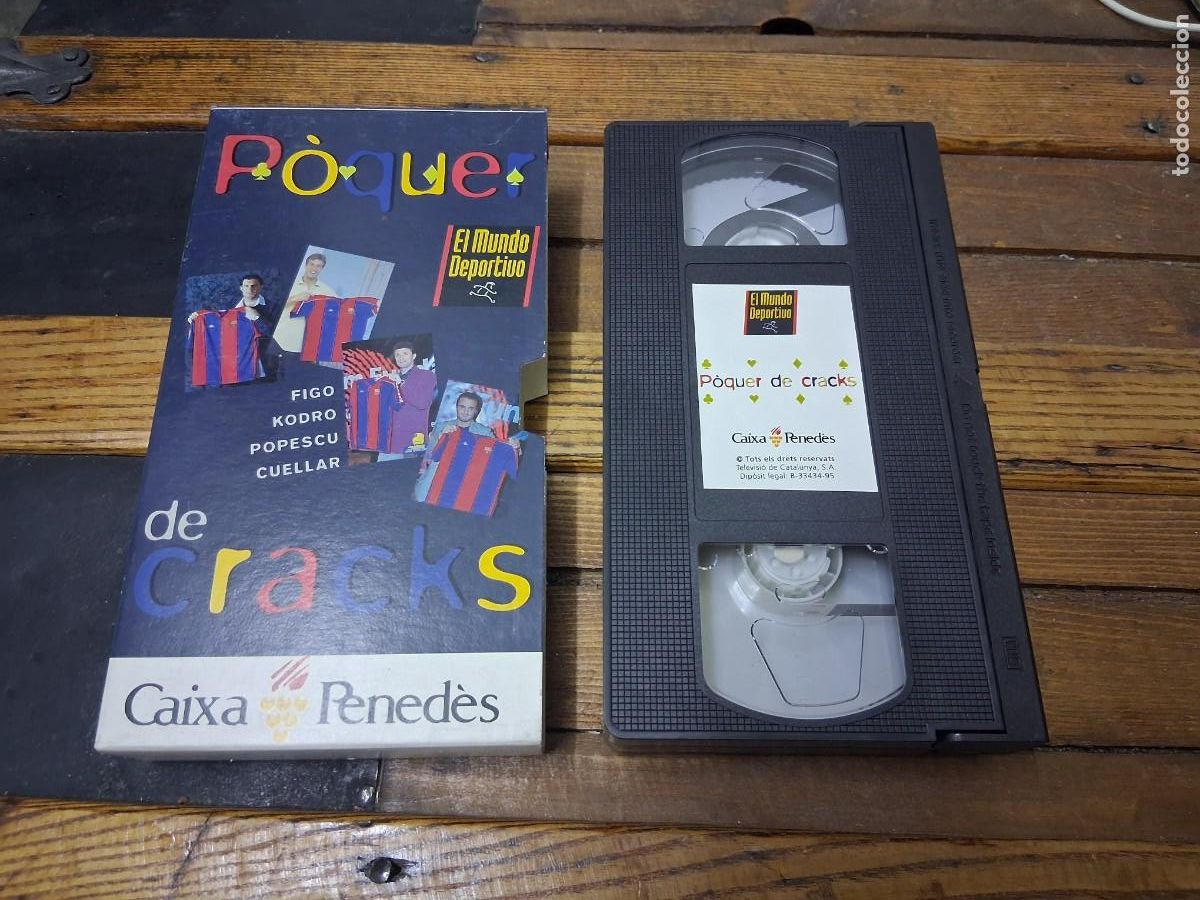 Pòquer
El Mundo
Deportivo
FIGO
KODRO
POPESCU
CUELLAR
de
cracks
Caixa Penedès
El Mundo
Deportivo
Pòquer de cracks
Caixa Penedès
© Tots els drets reservats
Televisió de Catalunya, S.A.
Dipòsit legal: B-33434-95
todocoleccion